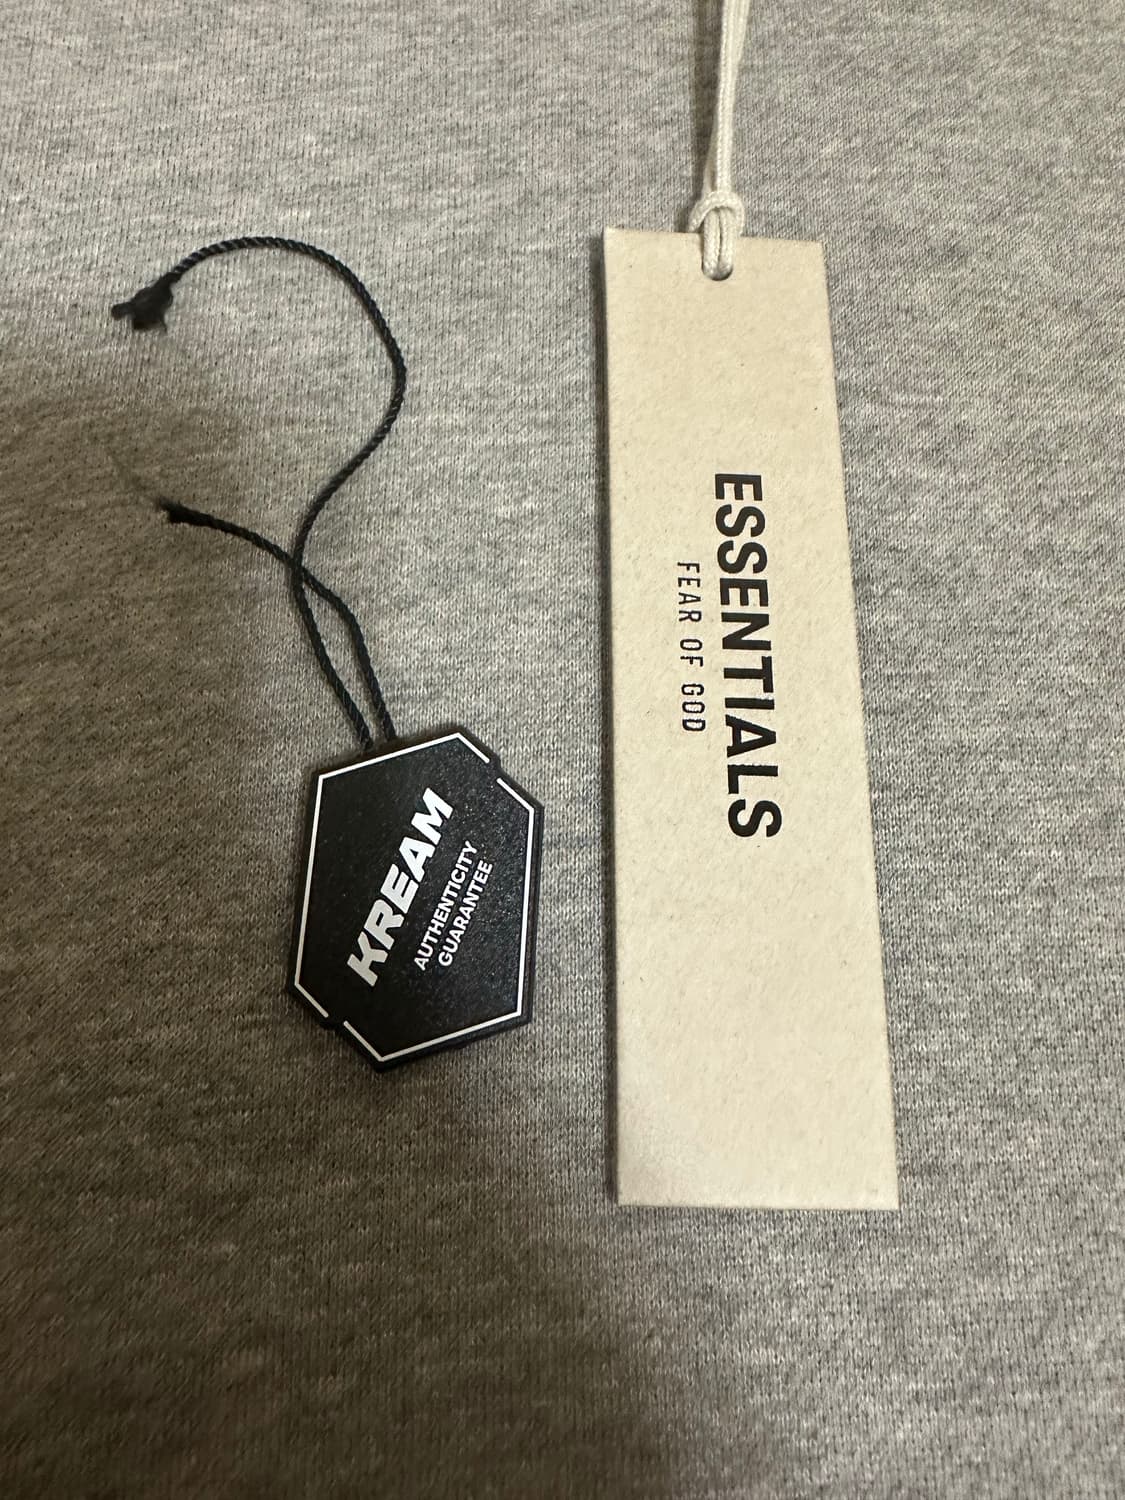 KREAM
AUTHENTICITY
GUARANTEE
ESSENTIALS
FEAR OF GOD